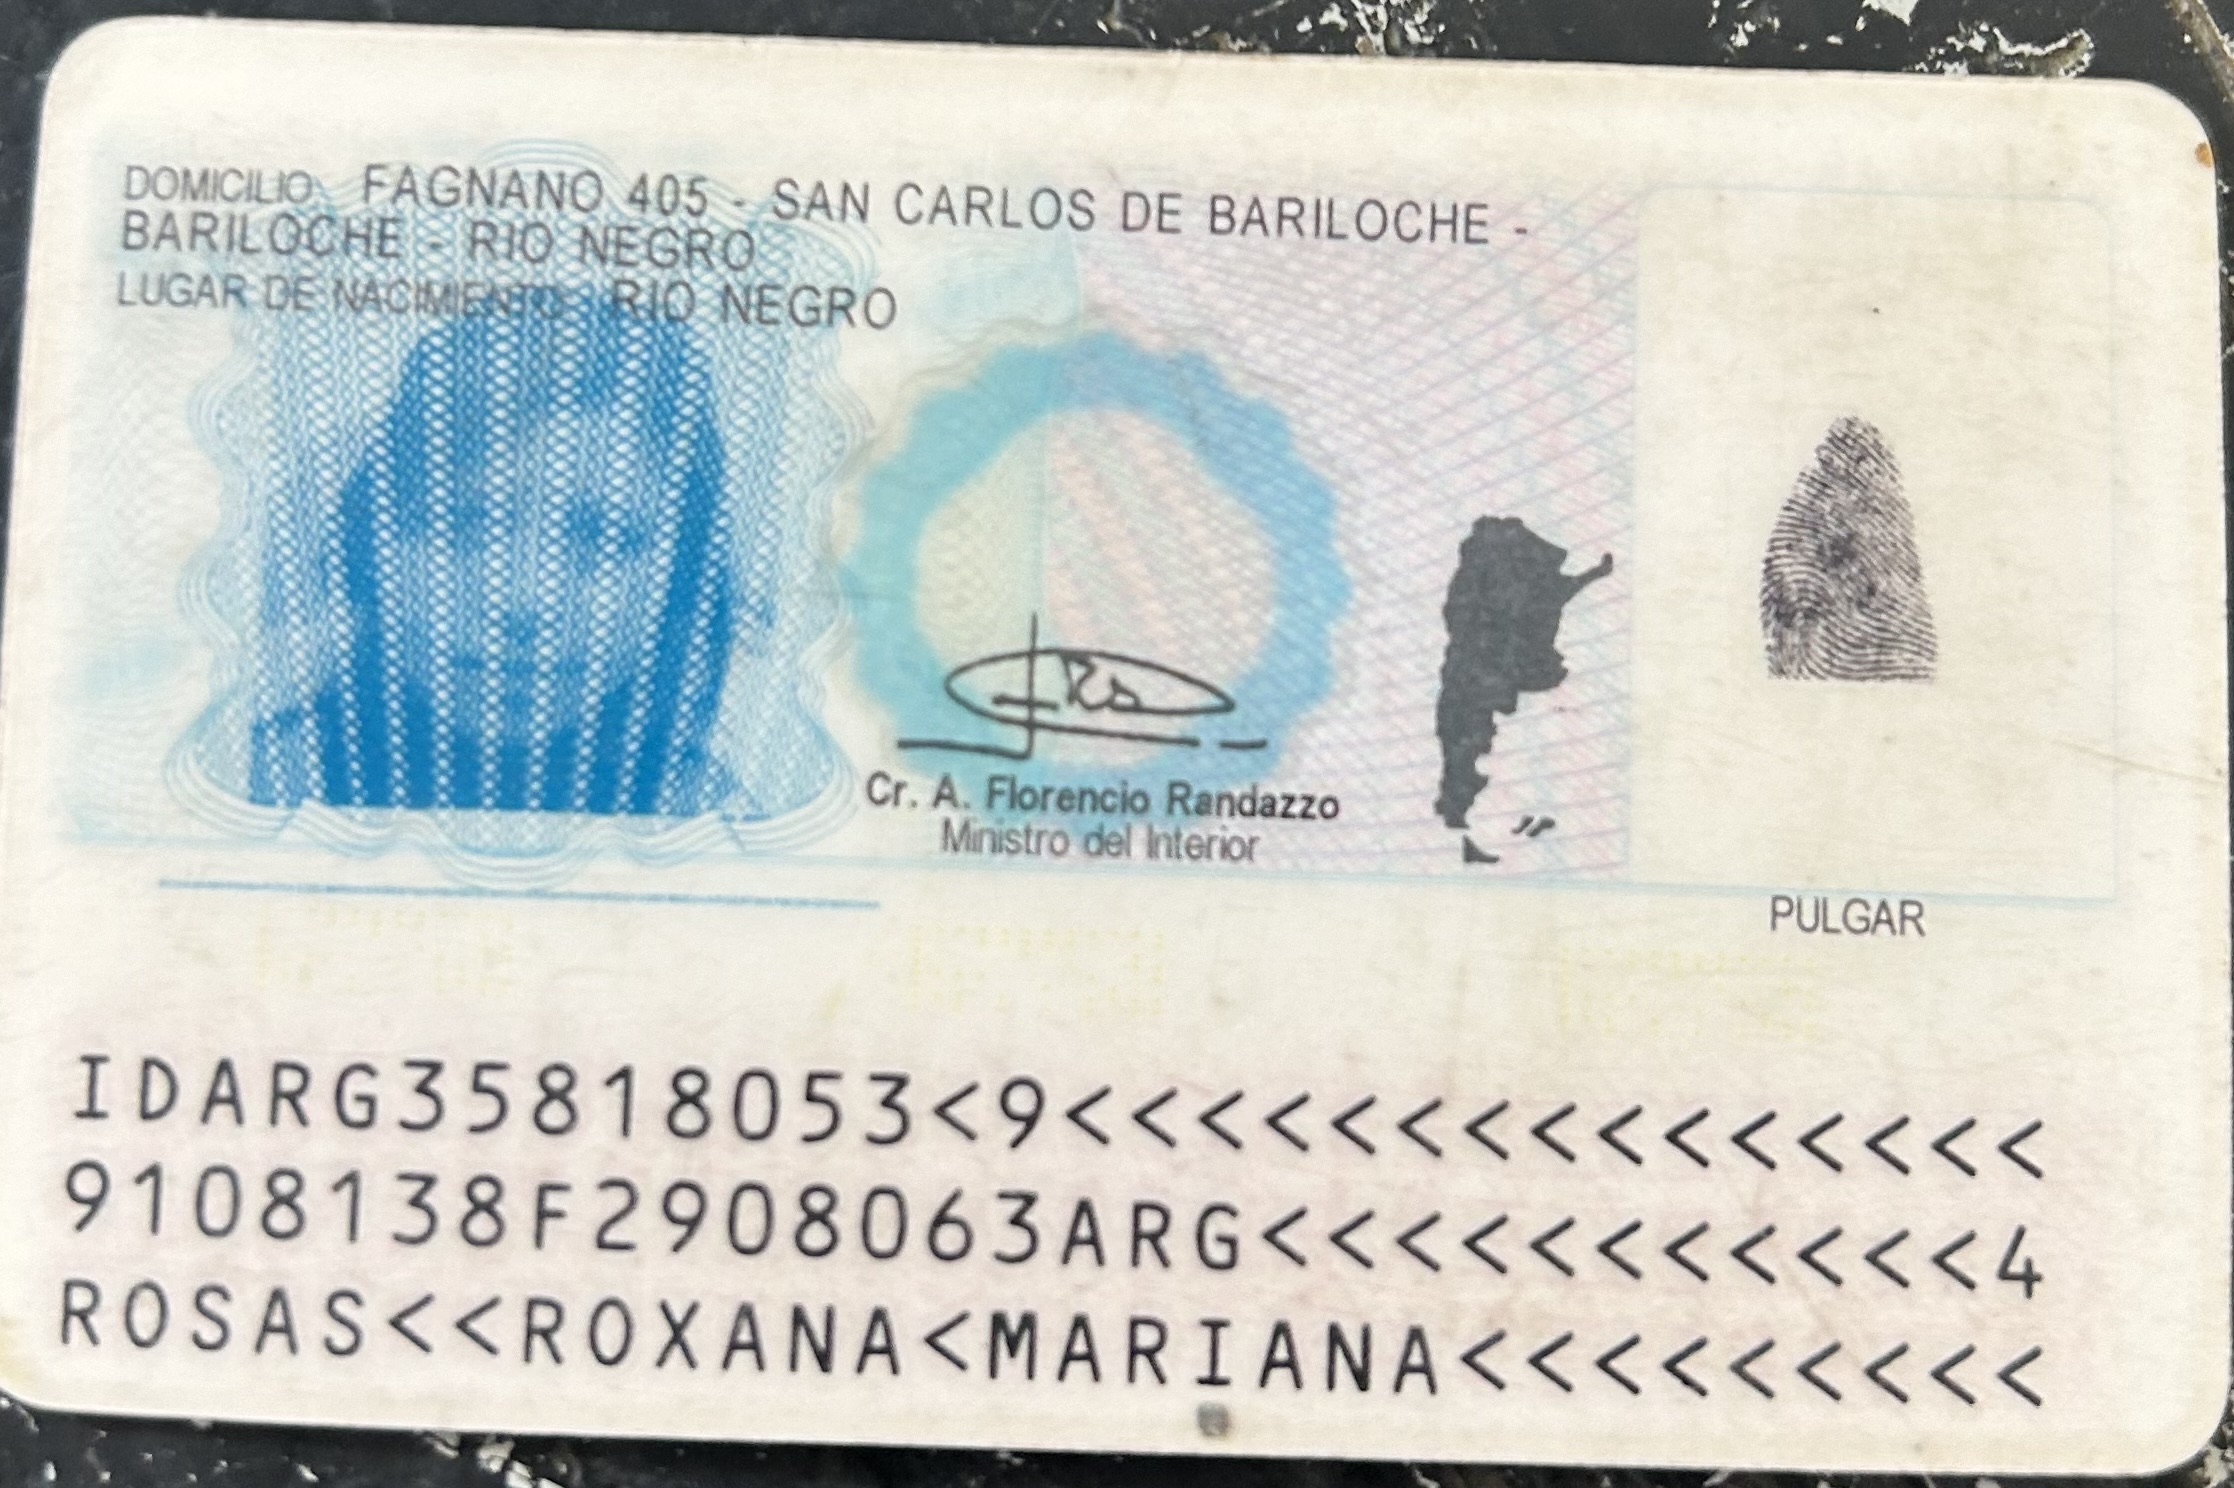 DOMICILIO: FAGNANO 405 - SAN CARLOS DE BARILOCHE -
BARILOCHE - RIO NEGRO
LUGAR DE NACIMIENTO: RIO NEGRO
Cr. A. Florencio Randazzo
Ministro del Interior
PULGAR
IDARG35818053<9<<<<<<<<<<<<<<<
9108138F2908063ARG<<<<<<<<<<<4
ROSAS<<ROXANA<MARIANA<<<<<<<<<